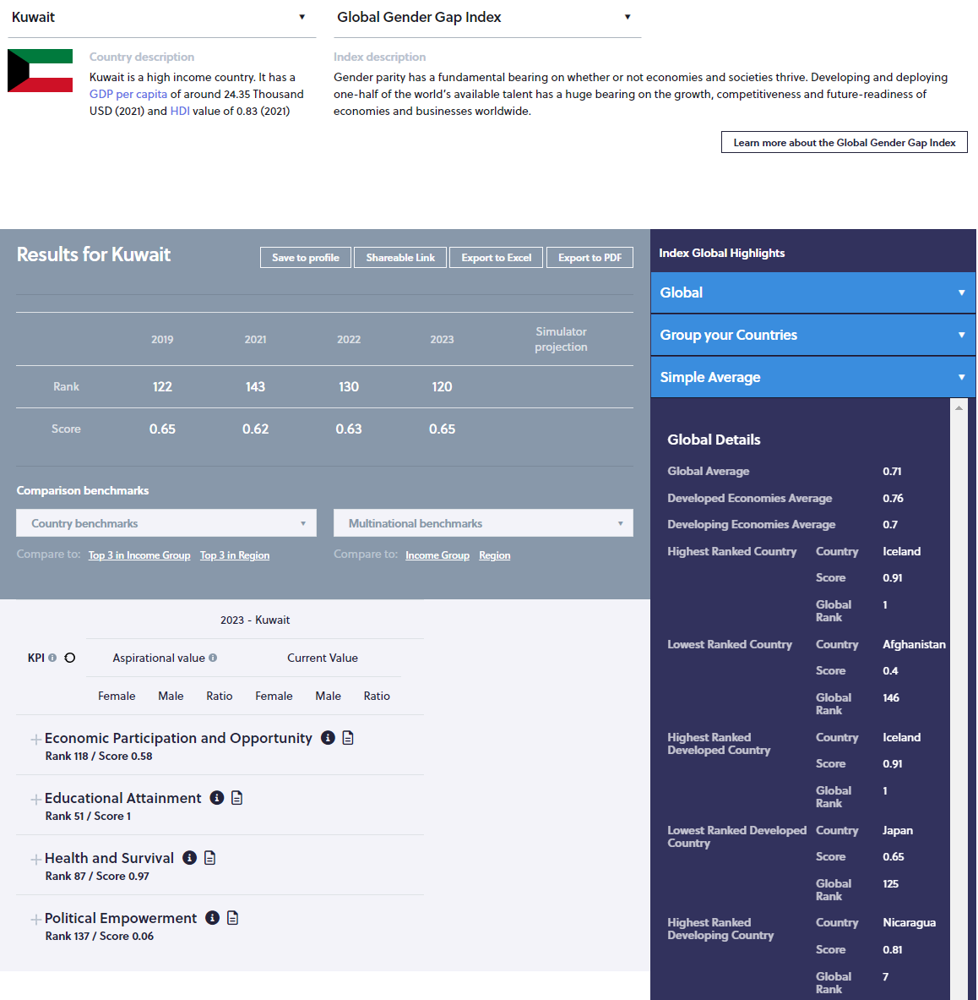 Kuwait
Global Gender Gap Index
Country description
Kuwait is a high income country. It has a
GDP per capita of around 24.35 Thousand
USD (2021) and HDI value of 0.83 (2021)
Index description
Gender parity has a fundamental bearing on whether or not economies and societies thrive. Developing and deploying
one-half of the world’s available talent has a huge bearing on the growth, competitiveness and future-readiness of
economies and businesses worldwide.
Learn more about the Global Gender Gap Index
Results for Kuwait
Save to profile
Shareable Link
Export to Excel
Export to PDF
2019 2021 2022 2023 Simulator
projection
Rank 122 143 130 120
Score 0.65 0.62 0.63 0.65
Comparison benchmarks
Country benchmarks
Multinational benchmarks
Compare to: Top 3 in Income Group Top 3 in Region
Compare to: Income Group Region
2023 - Kuwait
KPI Aspirational value Current Value
Female Male Ratio Female Male Ratio
Economic Participation and Opportunity
Rank 118 / Score 0.58
Educational Attainment
Rank 51 / Score 1
Health and Survival
Rank 87 / Score 0.97
Political Empowerment
Rank 137 / Score 0.06
Index Global Highlights
Global
Group your Countries
Simple Average
Global Details
Global Average 0.71
Developed Economies Average 0.76
Developing Economies Average 0.7
Highest Ranked Country Country Iceland
Score 0.91
Global
Rank 1
Lowest Ranked Country Country Afghanistan
Score 0.4
Global
Rank 146
Highest Ranked
Developed Country Country Iceland
Score 0.91
Global
Rank 1
Lowest Ranked Developed
Country Country Japan
Score 0.65
Global
Rank 125
Highest Ranked
Developing Country Country Nicaragua
Score 0.81
Global
Rank 7